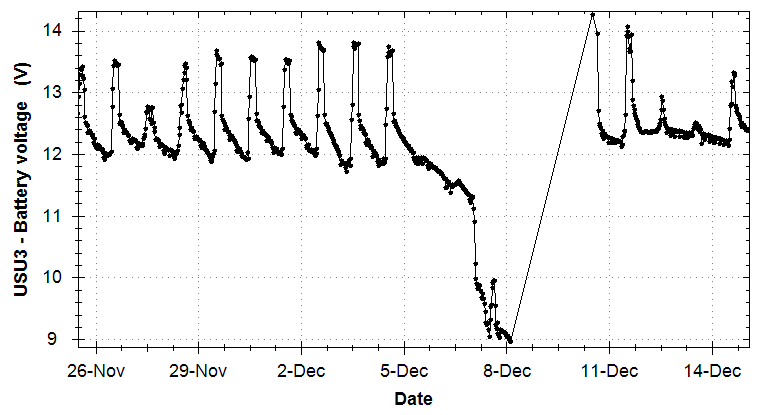 USU3 - Battery voltage (V)
14
13
12
11
10
9
26-Nov 29-Nov 2-Dec 5-Dec 8-Dec 11-Dec 14-Dec
Date